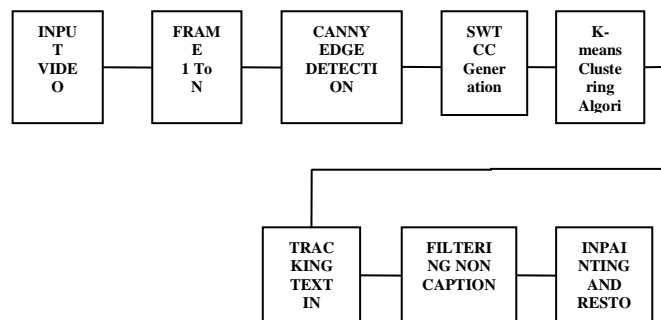 INPU
T
VIDE
O
FRAM
E
1 To
N
CANNY
EDGE
DETECTI
ON
SWT
CC
Gener
ation
K-
means
Cluste
ring
Algori
TRAC
KING
TEXT
IN
FILTERI
NG NON
CAPTION
INPAI
NTING
AND
RESTO